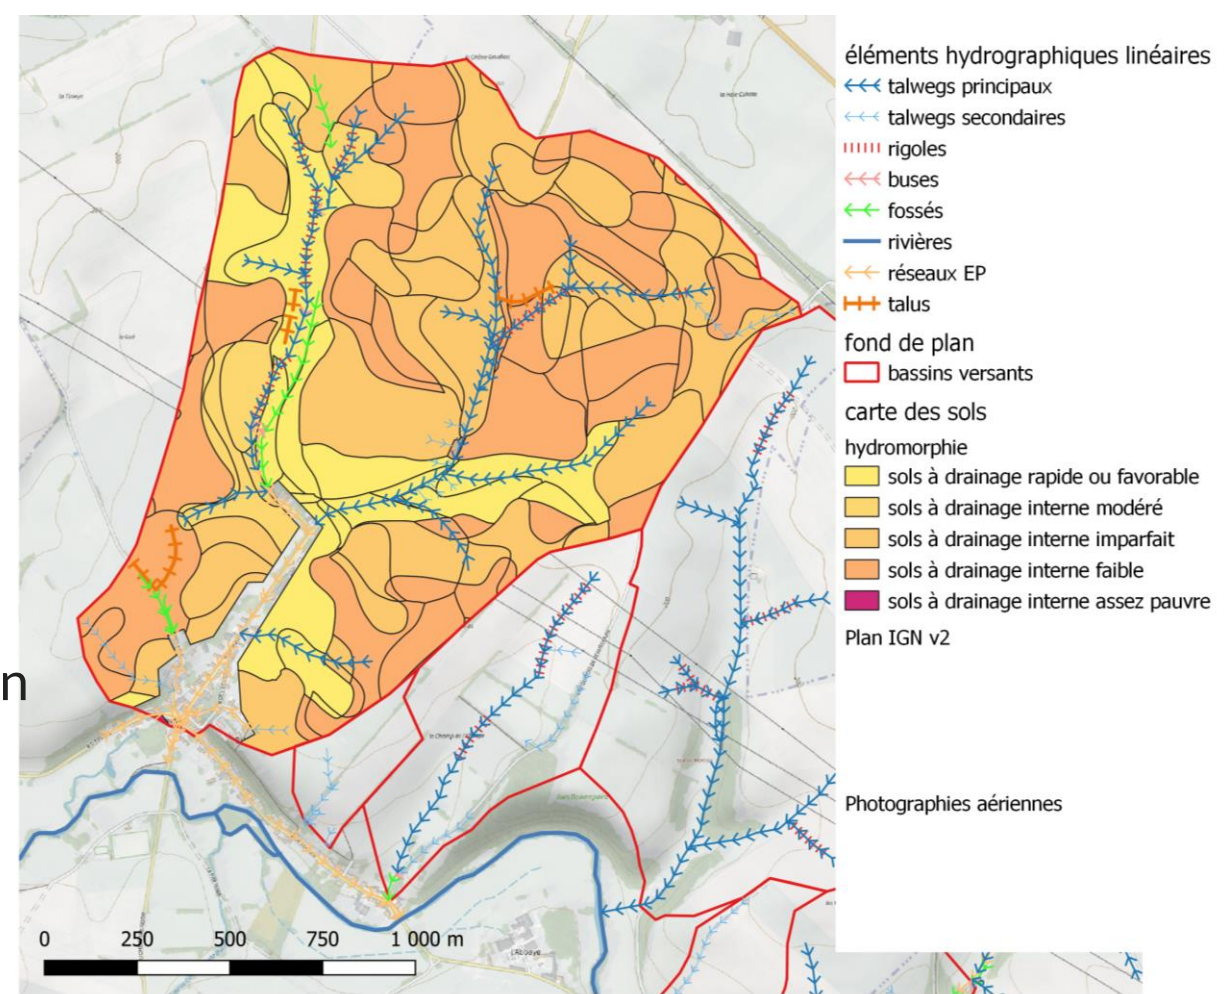 éléments hydrographiques linéaires
talwegs principaux
talwegs secondaires
rigoles
buses
fossés
rivières
réseaux EP
talus
fond de plan
bassins versants
carte des sols
hydromorphie
sols à drainage rapide ou favorable
sols à drainage interne modéré
sols à drainage interne imparfait
sols à drainage interne faible
sols à drainage interne assez pauvre
Plan IGN v2
Photographies aériennes
n
0 250 500 750 1 000 m
L'Abbaye